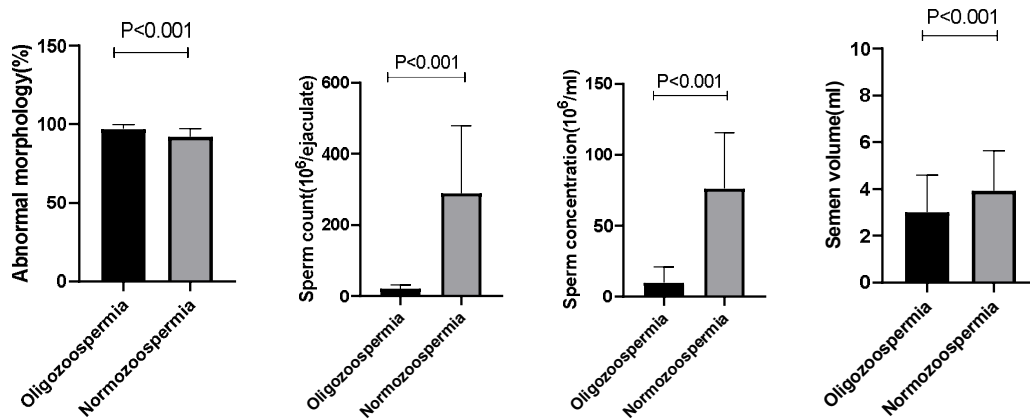 P<0.001
Abnormal morphology(%)
150
100
50
0
Oligozoospermia
Normozoospermia
P<0.001
Sperm count(10⁶/ejaculate)
600
400
200
0
Oligozoospermia
Normozoospermia
P<0.001
Sperm concentration(10⁶/ml)
150
100
50
0
Oligozoospermia
Normozoospermia
P<0.001
Semen volume(ml)
10
8
6
4
2
0
Oligozoospermia
Normozoospermia